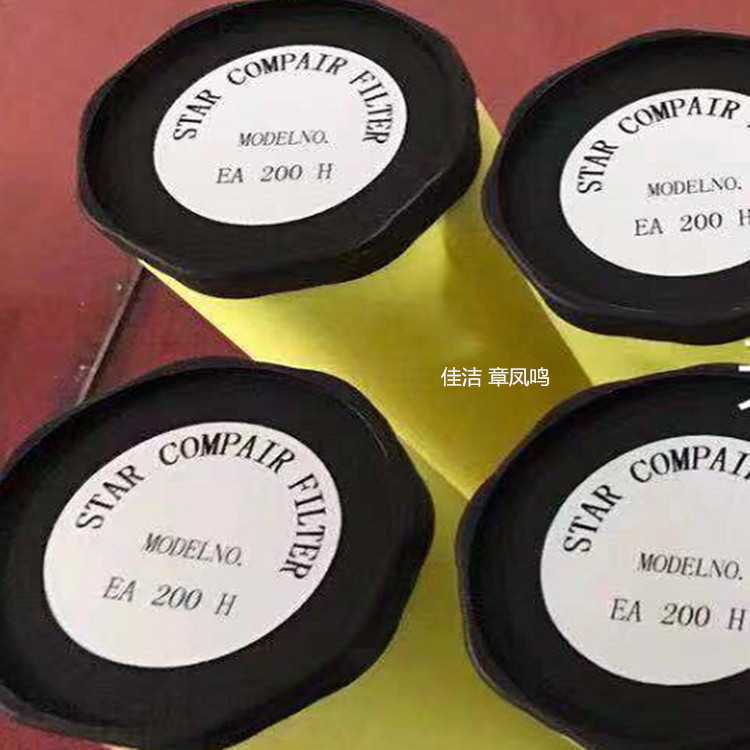 STAR COMPAIR FILTER
MODELNO.
EA 200 H
STAR COMPAIR
MODELNO.
EA 200 H
佳洁 章凤鸣
STAR COMPAIR FILTER
MODELNO.
EA 200 H
STAR COMPAIR
MODELNO.
EA 200 H